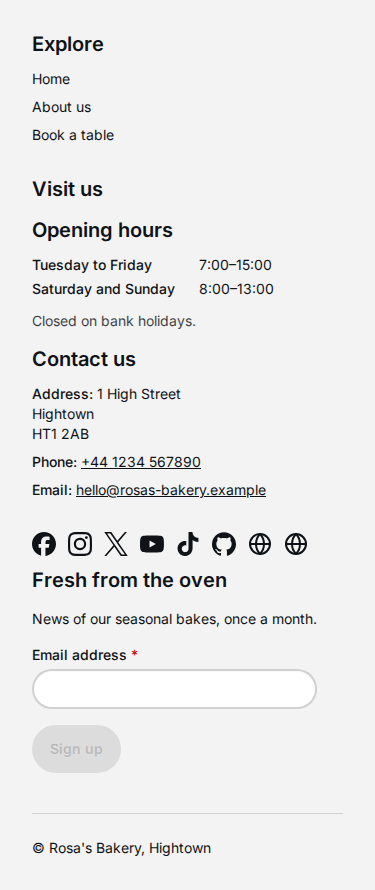 Explore
Home
About us
Book a table
Visit us
Opening hours
Tuesday to Friday 7:00–15:00
Saturday and Sunday 8:00–13:00
Closed on bank holidays.
Contact us
Address: 1 High Street
Hightown
HT1 2AB
Phone: +44 1234 567890
Email: hello@rosas-bakery.example
Fresh from the oven
News of our seasonal bakes, once a month.
Email address *
Sign up
© Rosa's Bakery, Hightown